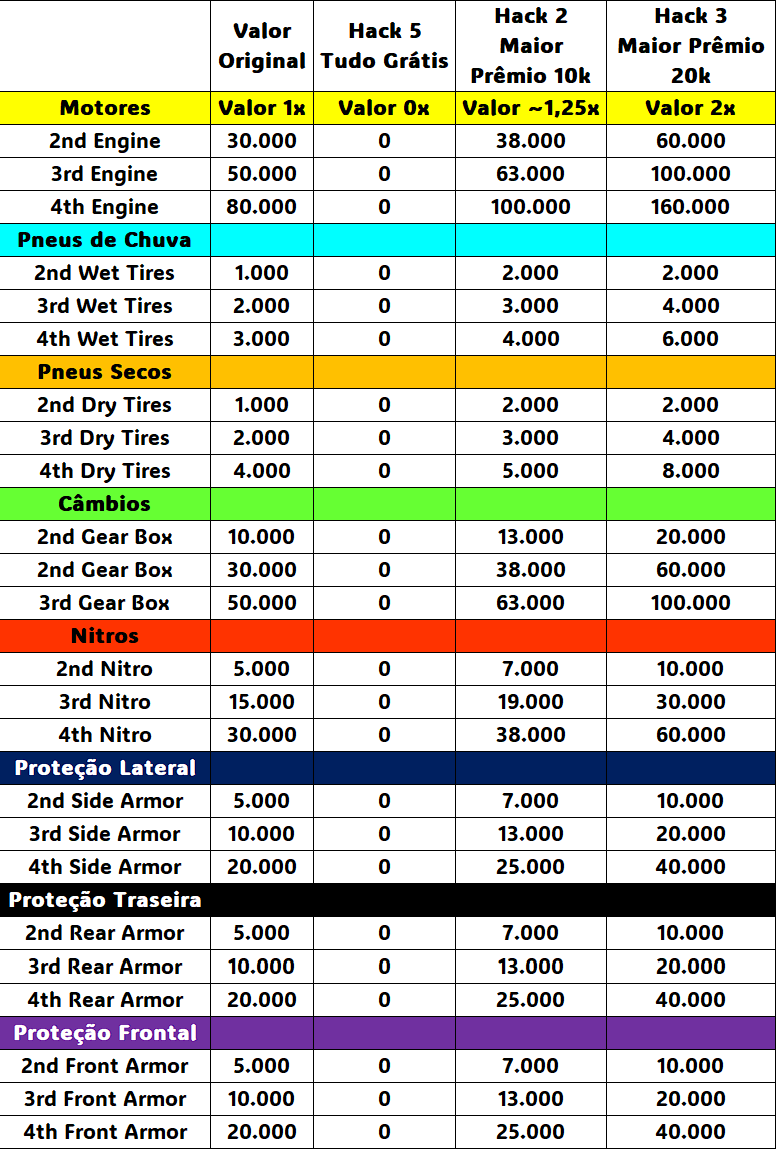 Valor Original Hack 5 Tudo Grátis Hack 2 Maior Prêmio 10k Hack 3 Maior Prêmio 20k
Motores Valor 1x Valor 0x Valor ~1,25x Valor 2x
2nd Engine 30.000 0 38.000 60.000
3rd Engine 50.000 0 63.000 100.000
4th Engine 80.000 0 100.000 160.000
Pneus de Chuva
2nd Wet Tires 1.000 0 2.000 2.000
3rd Wet Tires 2.000 0 3.000 4.000
4th Wet Tires 3.000 0 4.000 6.000
Pneus Secos
2nd Dry Tires 1.000 0 2.000 2.000
3rd Dry Tires 2.000 0 3.000 4.000
4th Dry Tires 4.000 0 5.000 8.000
Câmbios
2nd Gear Box 10.000 0 13.000 20.000
2nd Gear Box 30.000 0 38.000 60.000
3rd Gear Box 50.000 0 63.000 100.000
Nitros
2nd Nitro 5.000 0 7.000 10.000
3rd Nitro 15.000 0 19.000 30.000
4th Nitro 30.000 0 38.000 60.000
Proteção Lateral
2nd Side Armor 5.000 0 7.000 10.000
3rd Side Armor 10.000 0 13.000 20.000
4th Side Armor 20.000 0 25.000 40.000
Proteção Traseira
2nd Rear Armor 5.000 0 7.000 10.000
3rd Rear Armor 10.000 0 13.000 20.000
4th Rear Armor 20.000 0 25.000 40.000
Proteção Frontal
2nd Front Armor 5.000 0 7.000 10.000
3rd Front Armor 10.000 0 13.000 20.000
4th Front Armor 20.000 0 25.000 40.000